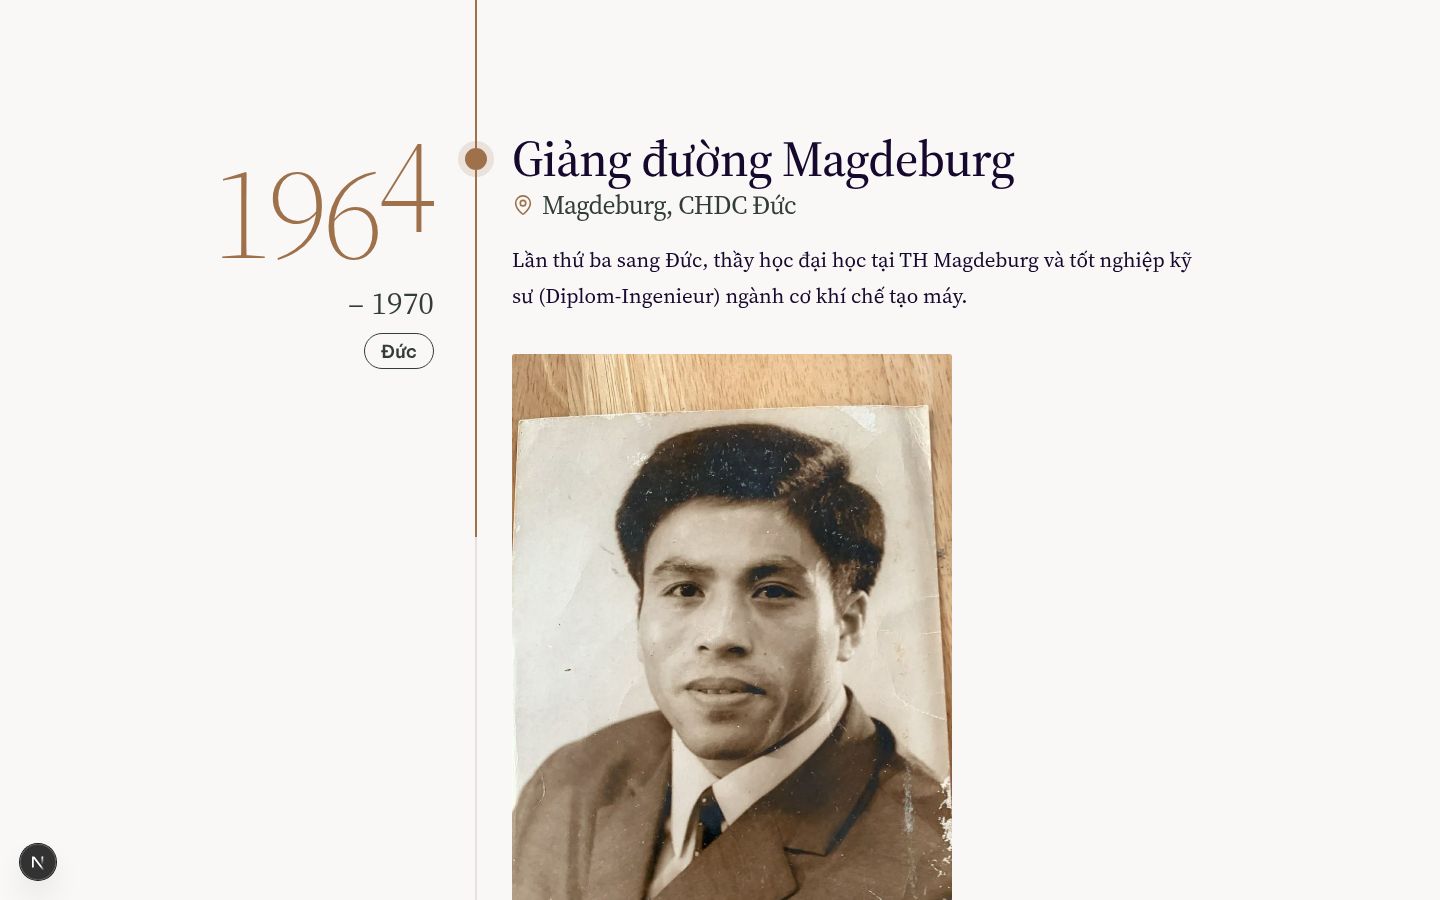 1964
– 1970
Đức
Giảng đường Magdeburg
Magdeburg, CHDC Đức
Lần thứ ba sang Đức, thầy học đại học tại TH Magdeburg và tốt nghiệp kỹ
sư (Diplom-Ingenieur) ngành cơ khí chế tạo máy.
N